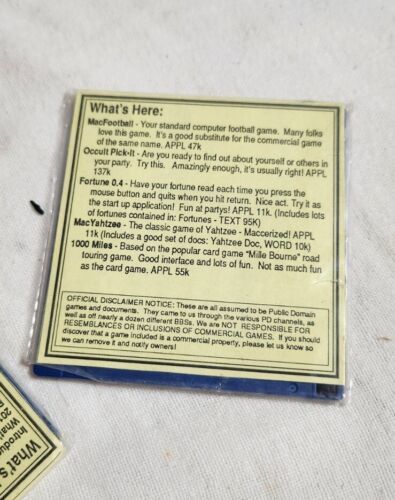 What's Here:
MacFootball - Your standard computer football game. Many folks
love this game. It's a good substitute for the commercial game
of the same name. APPL 47k
Occult Pick-It - Are you ready to find out about yourself or others in
your party. Try this. Amazingly enough, it's usually right! APPL
137k
Fortune 0.4 - Have your fortune read each time you press the
mouse button and quits when you hit return. Nice act. Try it as
the start up application! Fun at partys! APPL 11k. (Includes lots
of fortunes contained in: Fortunes - TEXT 95K)
MacYahtzee - The classic game of Yahtzee - Maccerized! APPL
11k (Includes a good set of docs: Yahtzee Doc, WORD 10k)
1000 Miles - Based on the popular card game "Mille Bourne" road
touring game. Good interface and lots of fun. Not as much fun
as the card game. APPL 55k
OFFICIAL DISCLAIMER NOTICE: These are all assumed to be Public Domain
games and documents. They came to us through the various PD channels, as
well as off nearly a dozen different BBSs. We are NOT RESPONSIBLE FOR
RESEMBLANCES OR INCLUSIONS OF COMMERCIAL GAMES. If you should
discover that a game included is a commercial property, please let us know so
we can remove it and notify owners!
What's
Introdu
What
201